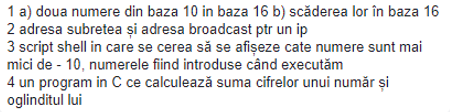 1 a) doua numere din baza 10 in baza 16 b) scăderea lor în baza 16
2 adresa subretea și adresa broadcast ptr un ip
3 script shell in care se cerea să se afișeze cate numere sunt mai
mici de - 10, numerele fiind introduse când executăm
4 un program in C ce calculează suma cifrelor unui număr și
oglinditul lui